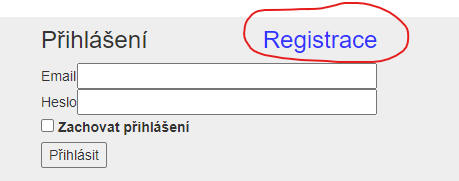 Přihlášení Registrace
Email
Heslo
Zachovat přihlášení
Přihlásit